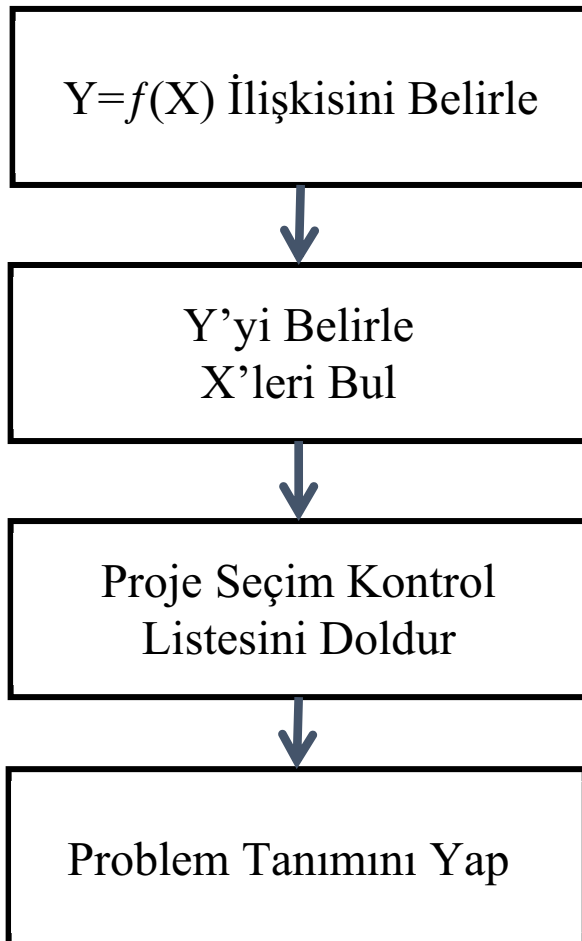 Y=ƒ(X) İlişkisini Belirle
Y’yi Belirle
X’leri Bul
Proje Seçim Kontrol
Listesini Doldur
Problem Tanımını Yap